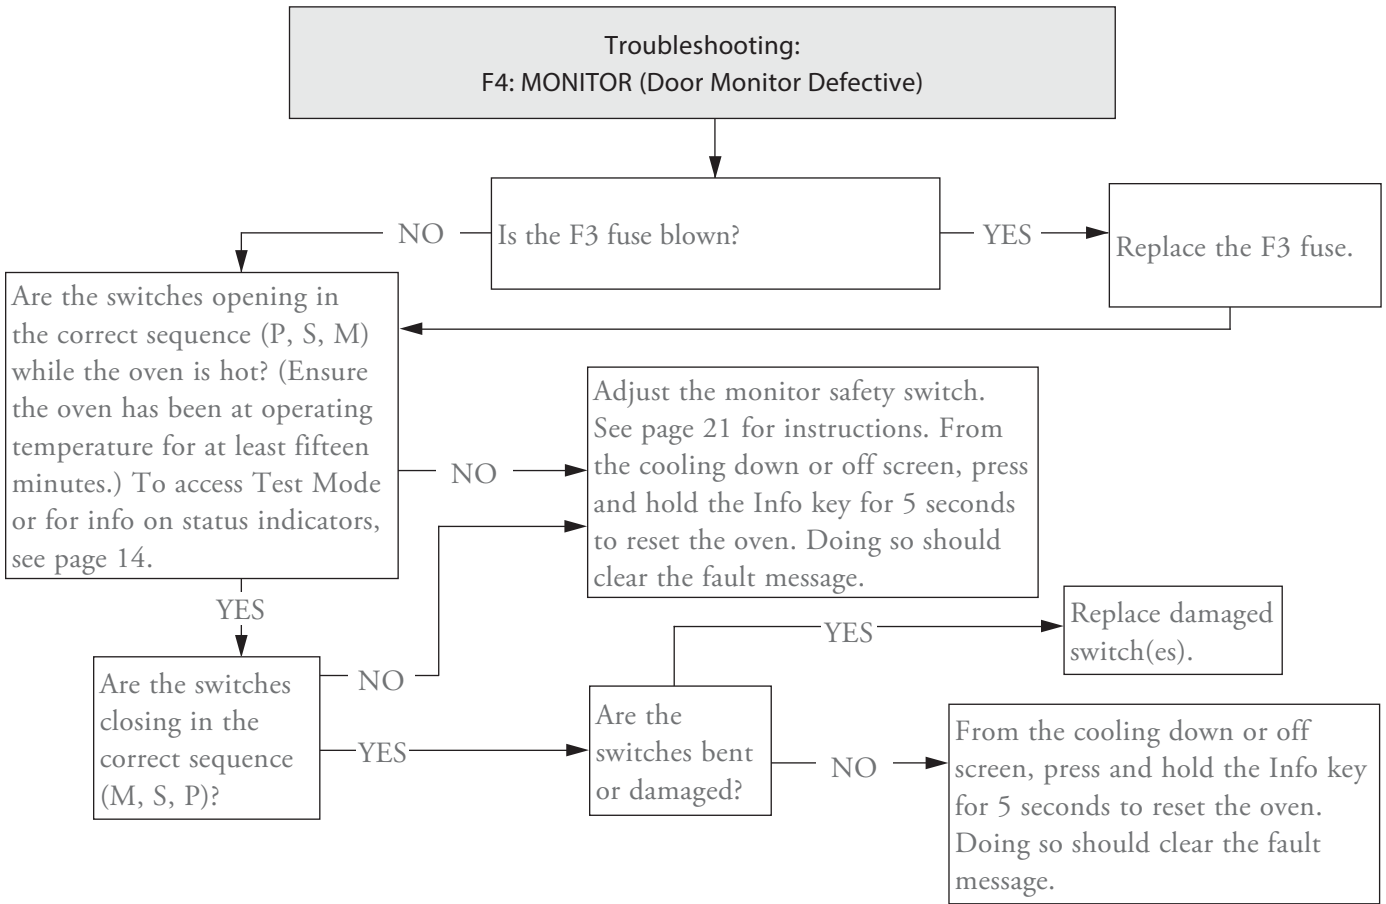 Troubleshooting:
F4: MONITOR (Door Monitor Defective)
Is the F3 fuse blown?
NO
YES
Replace the F3 fuse.
Are the switches opening in
the correct sequence (P, S, M)
while the oven is hot? (Ensure
the oven has been at operating
temperature for at least fifteen
minutes.) To access Test Mode
or for info on status indicators,
see page 14.
NO
Adjust the monitor safety switch.
See page 21 for instructions. From
the cooling down or off screen, press
and hold the Info key for 5 seconds
to reset the oven. Doing so should
clear the fault message.
YES
Are the switches
closing in the
correct sequence
(M, S, P)?
NO
YES
Are the
switches bent
or damaged?
YES
Replace damaged
switch(es).
NO
From the cooling down or off
screen, press and hold the Info key
for 5 seconds to reset the oven.
Doing so should clear the fault
message.